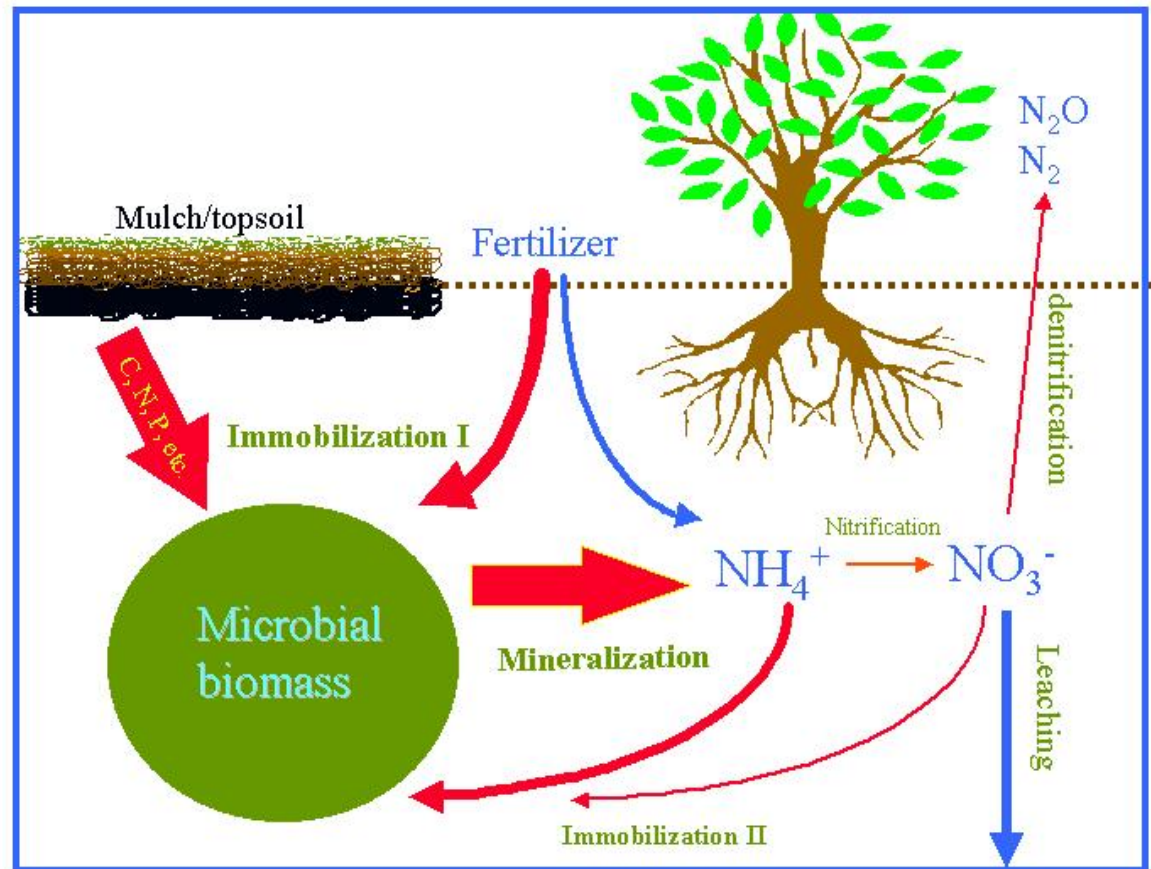 N₂O
N₂
Mulch/topsoil
Fertilizer
denitrification
C, N, P, etc.
Immobilization I
Nitrification
NH₄⁺
NO₃⁻
Microbial
biomass
Mineralization
Leaching
Immobilization II